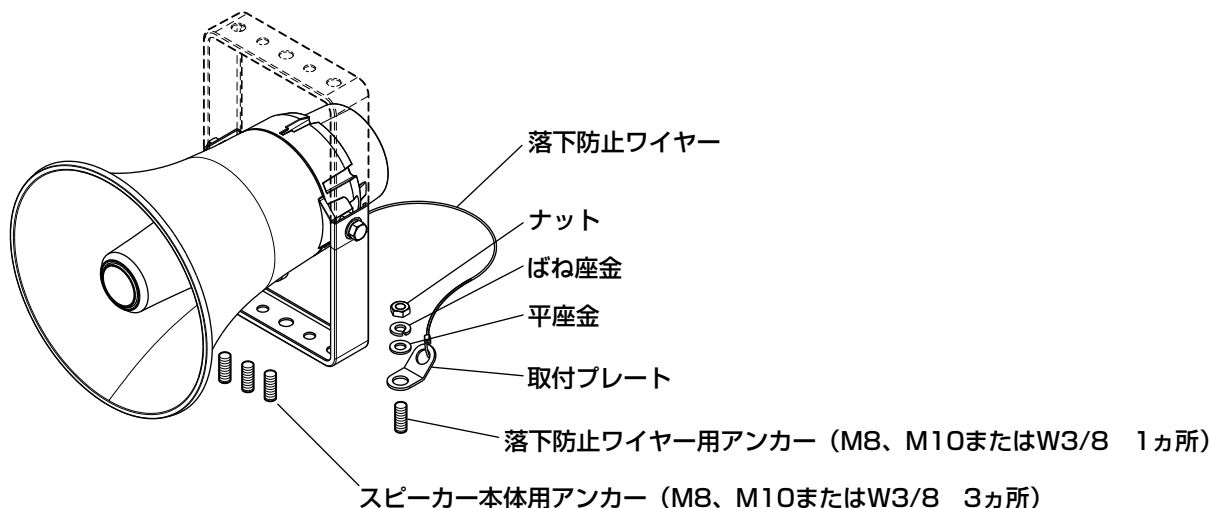 落下防止ワイヤー
ナット
ばね座金
平座金
取付プレート
落下防止ワイヤー用アンカー（M8、M10またはW3/8　1ヵ所）
スピーカー本体用アンカー（M8、M10またはW3/8　3ヵ所）